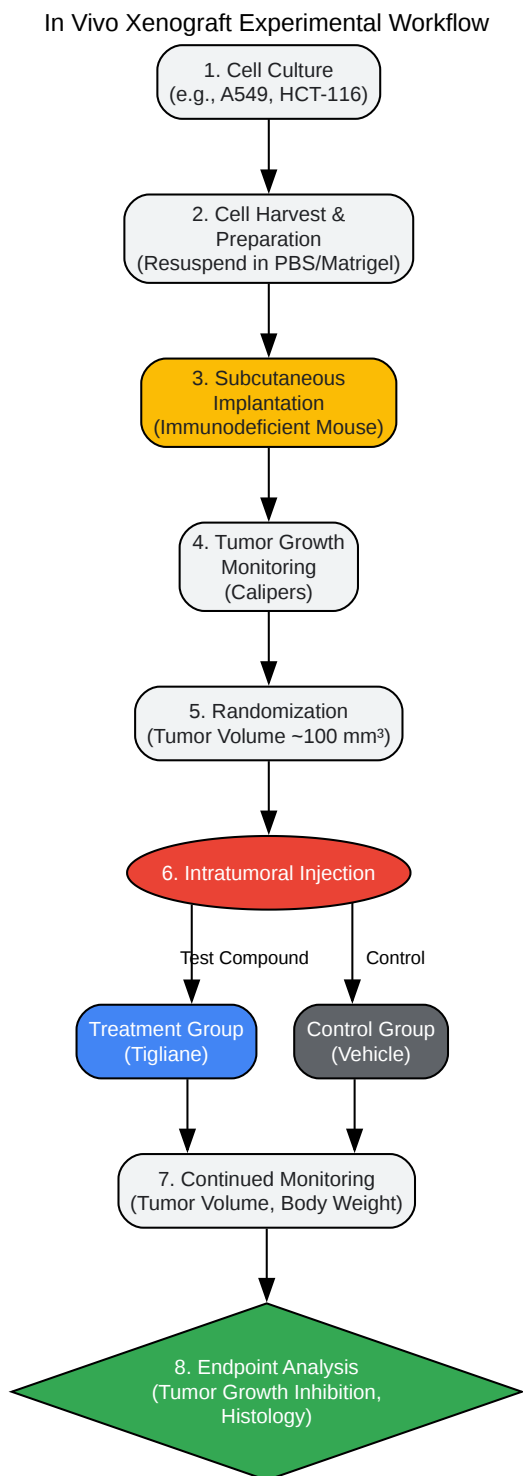 In Vivo Xenograft Experimental Workflow
1. Cell Culture
(e.g., A549, HCT-116)
2. Cell Harvest &
Preparation
(Resuspend in PBS/Matrigel)
3. Subcutaneous
Implantation
(Immunodeficient Mouse)
4. Tumor Growth
Monitoring
(Calipers)
5. Randomization
(Tumor Volume ~100 mm³)
6. Intratumoral Injection
Test Compound
Control
Treatment Group
(Tigliane)
Control Group
(Vehicle)
7. Continued Monitoring
(Tumor Volume, Body Weight)
8. Endpoint Analysis
(Tumor Growth Inhibition,
Histology)